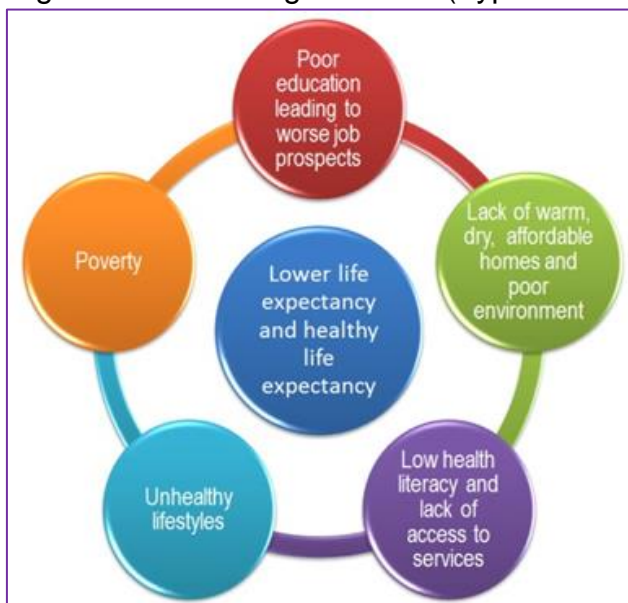 Poor
education
leading to
worse job
prospects
Lack of warm,
dry, affordable
homes and
poor
environment
Low health
literacy and
lack of
access to
services
Unhealthy
lifestyles
Poverty
Lower life
expectancy
and healthy
life
expectancy